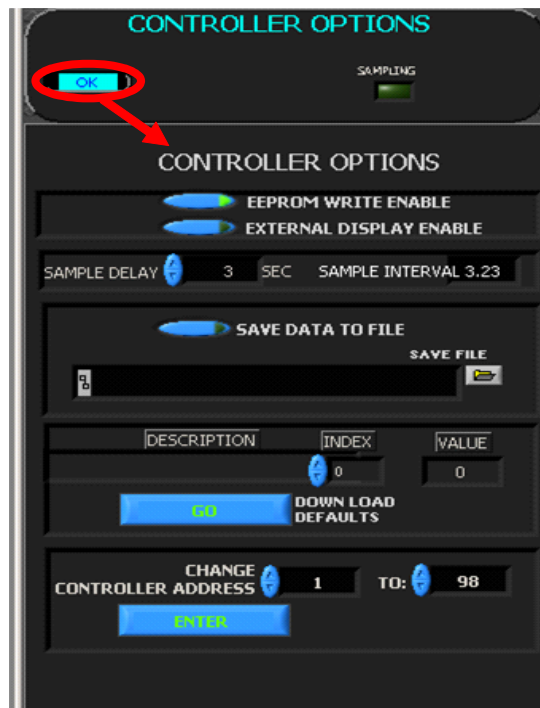 CONTROLLER OPTIONS
OK
SAMPLING
CONTROLLER OPTIONS
EEPROM WRITE ENABLE
EXTERNAL DISPLAY ENABLE
SAMPLE DELAY 3 SEC SAMPLE INTERVAL 3.23
SAVE DATA TO FILE
SAVE FILE
DESCRIPTION INDEX VALUE
0 0
GO DOWN LOAD
DEFAULTS
CHANGE
CONTROLLER ADDRESS 1 TO: 98
ENTER